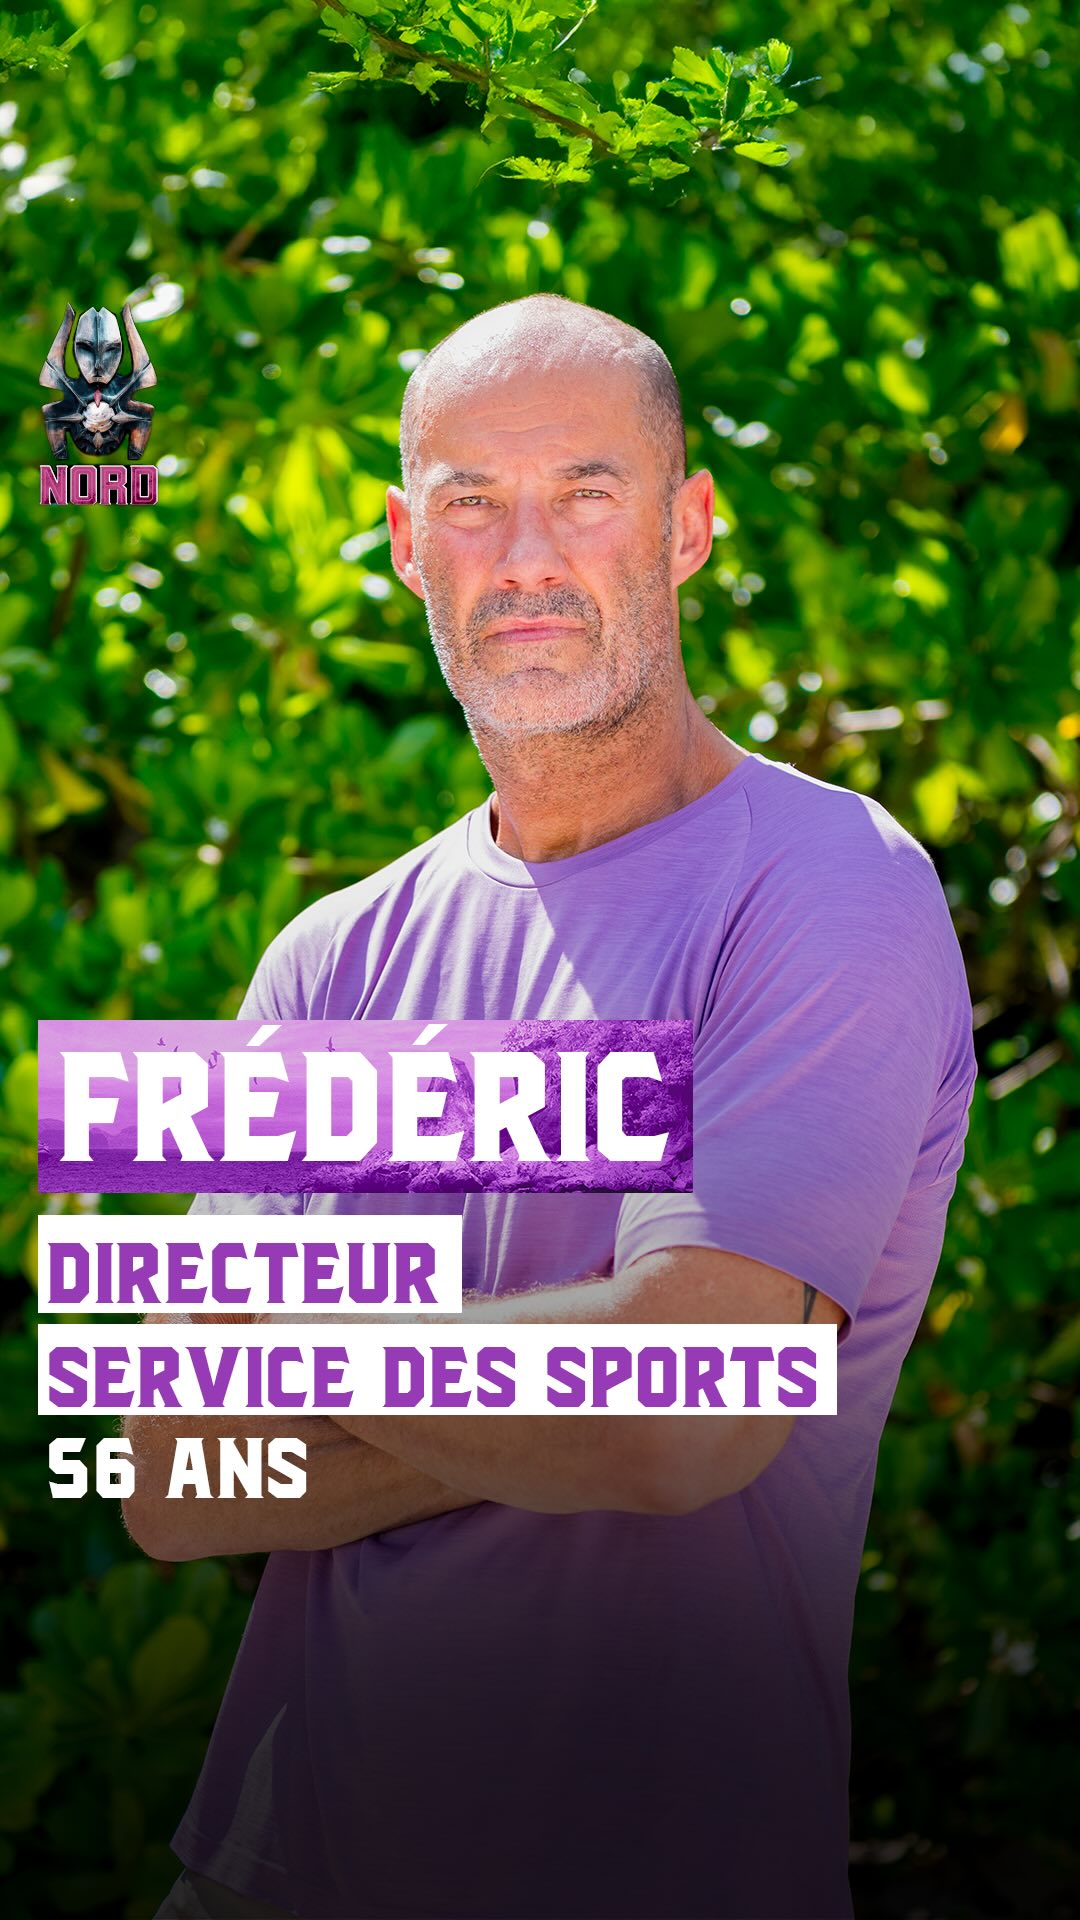 NORD
FRÉDÉRIC
DIRECTEUR
SERVICE DES SPORTS
56 ANS